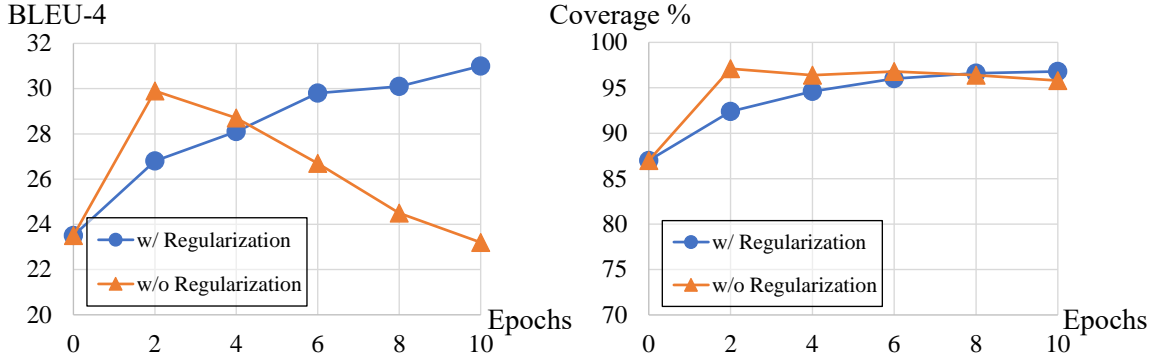 BLEU-4
32
30
28
26
24
22
20
w/ Regularization
w/o Regularization
0 2 4 6 8 10
Epochs
Coverage %
100
95
90
85
80
75
70
w/ Regularization
w/o Regularization
0 2 4 6 8 10
Epochs